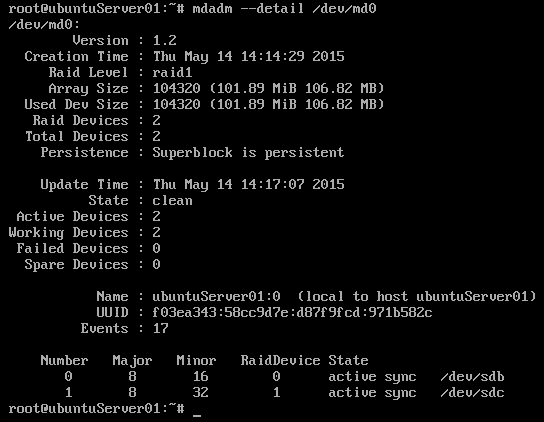 root@ubuntuServer01:~# mdadm --detail /dev/md0
/dev/md0:
Version : 1.2
Creation Time : Thu May 14 14:14:29 2015
Raid Level : raid1
Array Size : 104320 (101.89 MiB 106.82 MB)
Used Dev Size : 104320 (101.89 MiB 106.82 MB)
Raid Devices : 2
Total Devices : 2
Persistence : Superblock is persistent
Update Time : Thu May 14 14:17:07 2015
State : clean
Active Devices : 2
Working Devices : 2
Failed Devices : 0
Spare Devices : 0
Name : ubuntuServer01:0  (local to host ubuntuServer01)
UUID : f03ea343:58cc9d7e:d87f9fcd:971b582c
Events : 17
Number   Major   Minor   RaidDevice State
0       8       16        0      active sync   /dev/sdb
1       8       32        1      active sync   /dev/sdc
root@ubuntuServer01:~# _